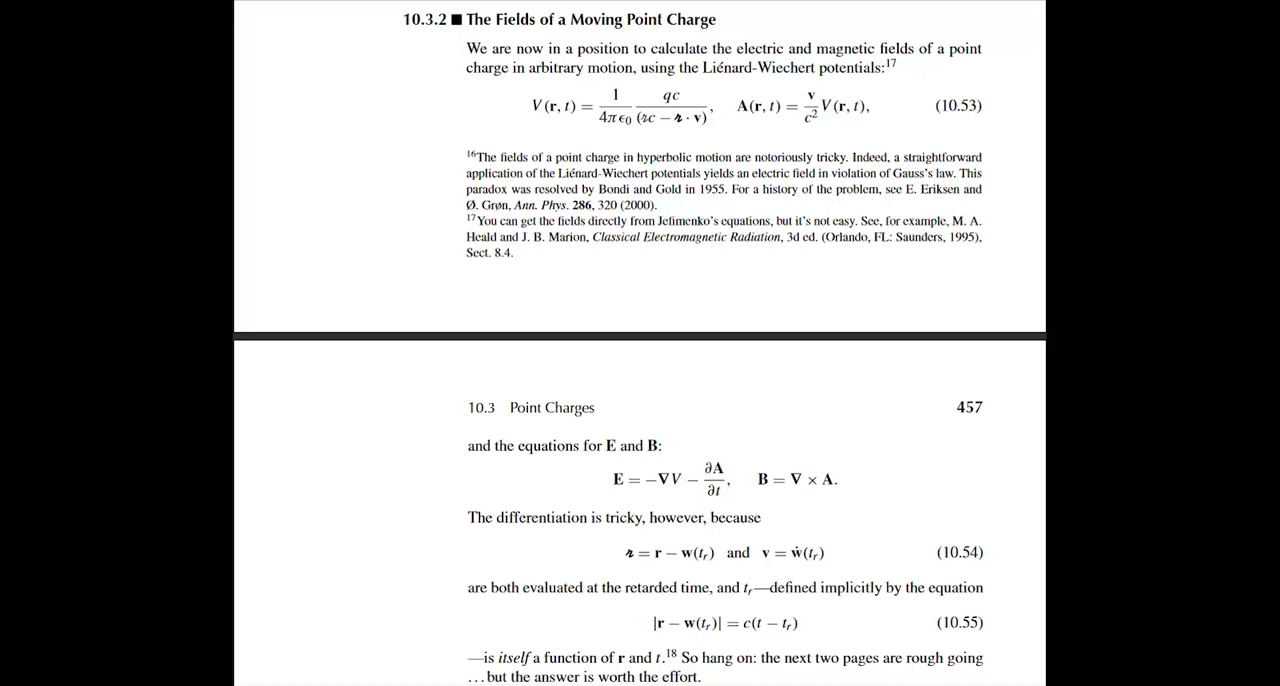 10.3.2 ■ The Fields of a Moving Point Charge
We are now in a position to calculate the electric and magnetic fields of a point
charge in arbitrary motion, using the Liénard-Wiechert potentials:¹⁷
V(r, t) = \frac{1}{4πϵ₀} \frac{qc}{(𝓇c − 𝓇 · v)}, A(r, t) = \frac{v}{c²} V(r, t), (10.53)
¹⁶The fields of a point charge in hyperbolic motion are notoriously tricky. Indeed, a straightforward
application of the Liénard-Wiechert potentials yields an electric field in violation of Gauss's law. This
paradox was resolved by Bondi and Gold in 1955. For a history of the problem, see E. Eriksen and
Ø. Grøn, Ann. Phys. 286, 320 (2000).
¹⁷You can get the fields directly from Jefimenko's equations, but it's not easy. See, for example, M. A.
Heald and J. B. Marion, Classical Electromagnetic Radiation, 3d ed. (Orlando, FL: Saunders, 1995),
Sect. 8.4.
10.3 Point Charges 457
and the equations for E and B:
E = −∇V − \frac{∂A}{∂t}, B = ∇ × A.
The differentiation is tricky, however, because
𝓇 = r − w(tᵣ) and v = ẇ(tᵣ) (10.54)
are both evaluated at the retarded time, and tᵣ—defined implicitly by the equation
|r − w(tᵣ)| = c(t − tᵣ) (10.55)
—is itself a function of r and t.¹⁸ So hang on: the next two pages are rough going
...but the answer is worth the effort.